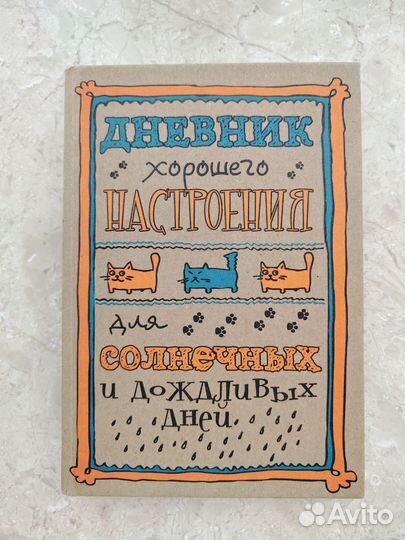 ДНЕВНИК
хорошего
НАСТРОЕНИЯ
для
СОЛНЕЧНЫХ
и дождливых
дней
Avito